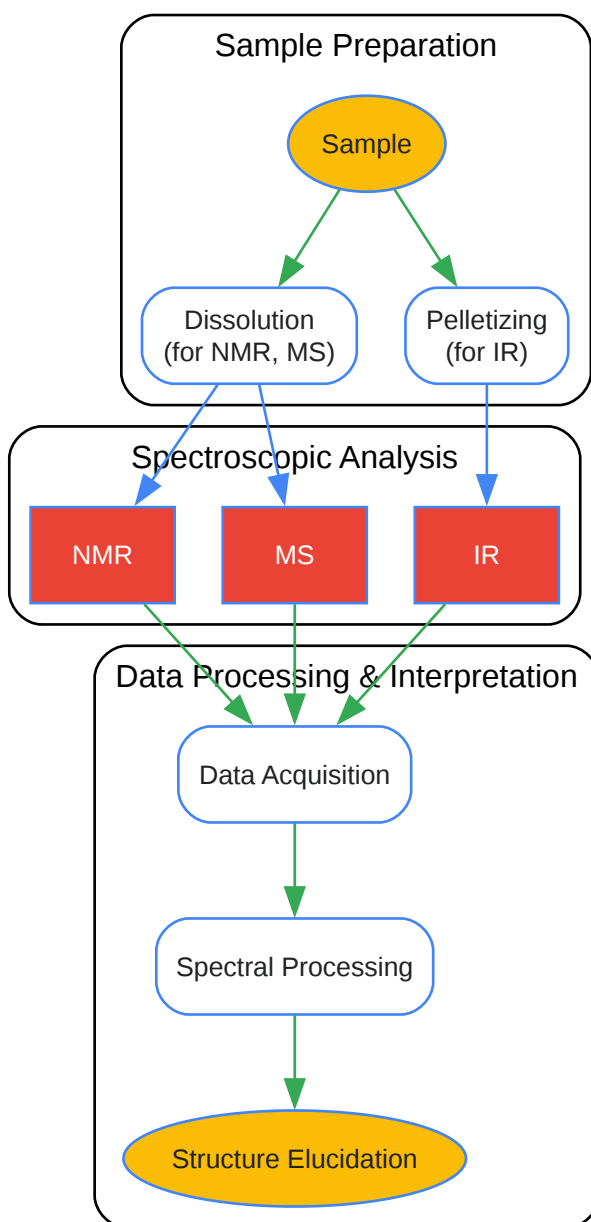 Sample Preparation
Sample
Dissolution
(for NMR, MS)
Pelletizing
(for IR)
Spectroscopic Analysis
NMR
MS
IR
Data Processing & Interpretation
Data Acquisition
Spectral Processing
Structure Elucidation